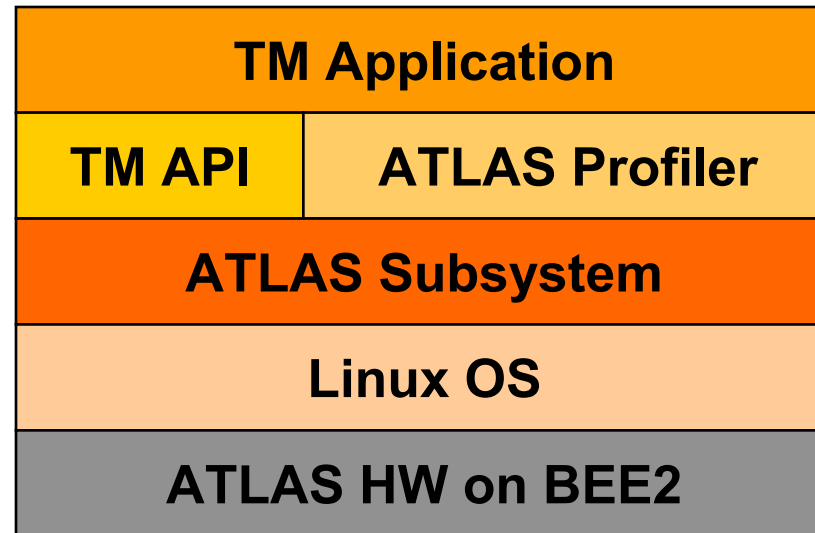 TM Application
TM API
ATLAS Profiler
ATLAS Subsystem
Linux OS
ATLAS HW on BEE2